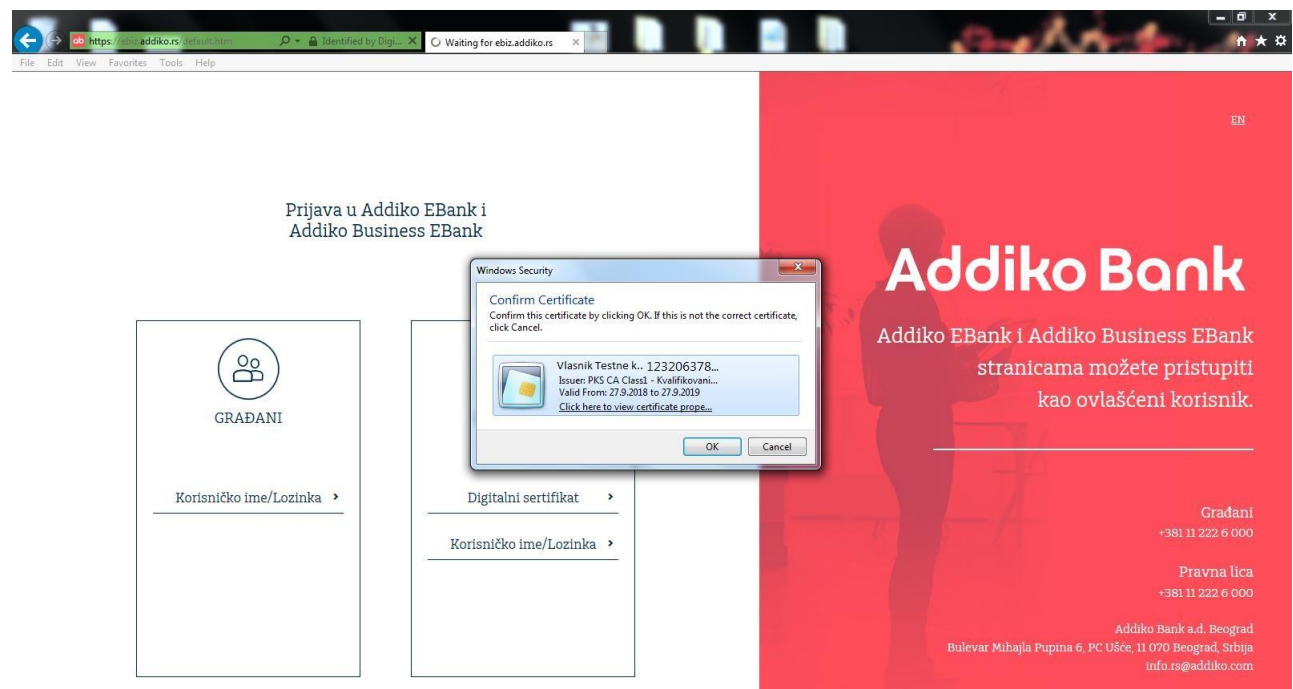 https://ebiz.addiko.rs/default.htm
Identified by Digi...
Waiting for ebiz.addiko.rs
File Edit View Favorites Tools Help
EN
Prijava u Addiko EBank i
Addiko Business EBank
GRAĐANI
Korisničko ime/Lozinka
Digitalni sertifikat
Korisničko ime/Lozinka
Windows Security
Confirm Certificate
Confirm this certificate by clicking OK. If this is not the correct certificate,
click Cancel.
Vlasnik Testne k.. 123206378...
Issuer: PKS CA Class1 - Kvalifikovani...
Valid From: 27.9.2018 to 27.9.2019
Click here to view certificate prope...
OK Cancel
Addiko Bank
Addiko EBank i Addiko Business EBank
stranicama možete pristupiti
kao ovlašćeni korisnik.
Građani
+381 11 222 6 000
Pravna lica
+381 11 222 6 000
Addiko Bank a.d. Beograd
Bulevar Mihajla Pupina 6, PC Ušće, 11 070 Beograd, Srbija
info.rs@addiko.com